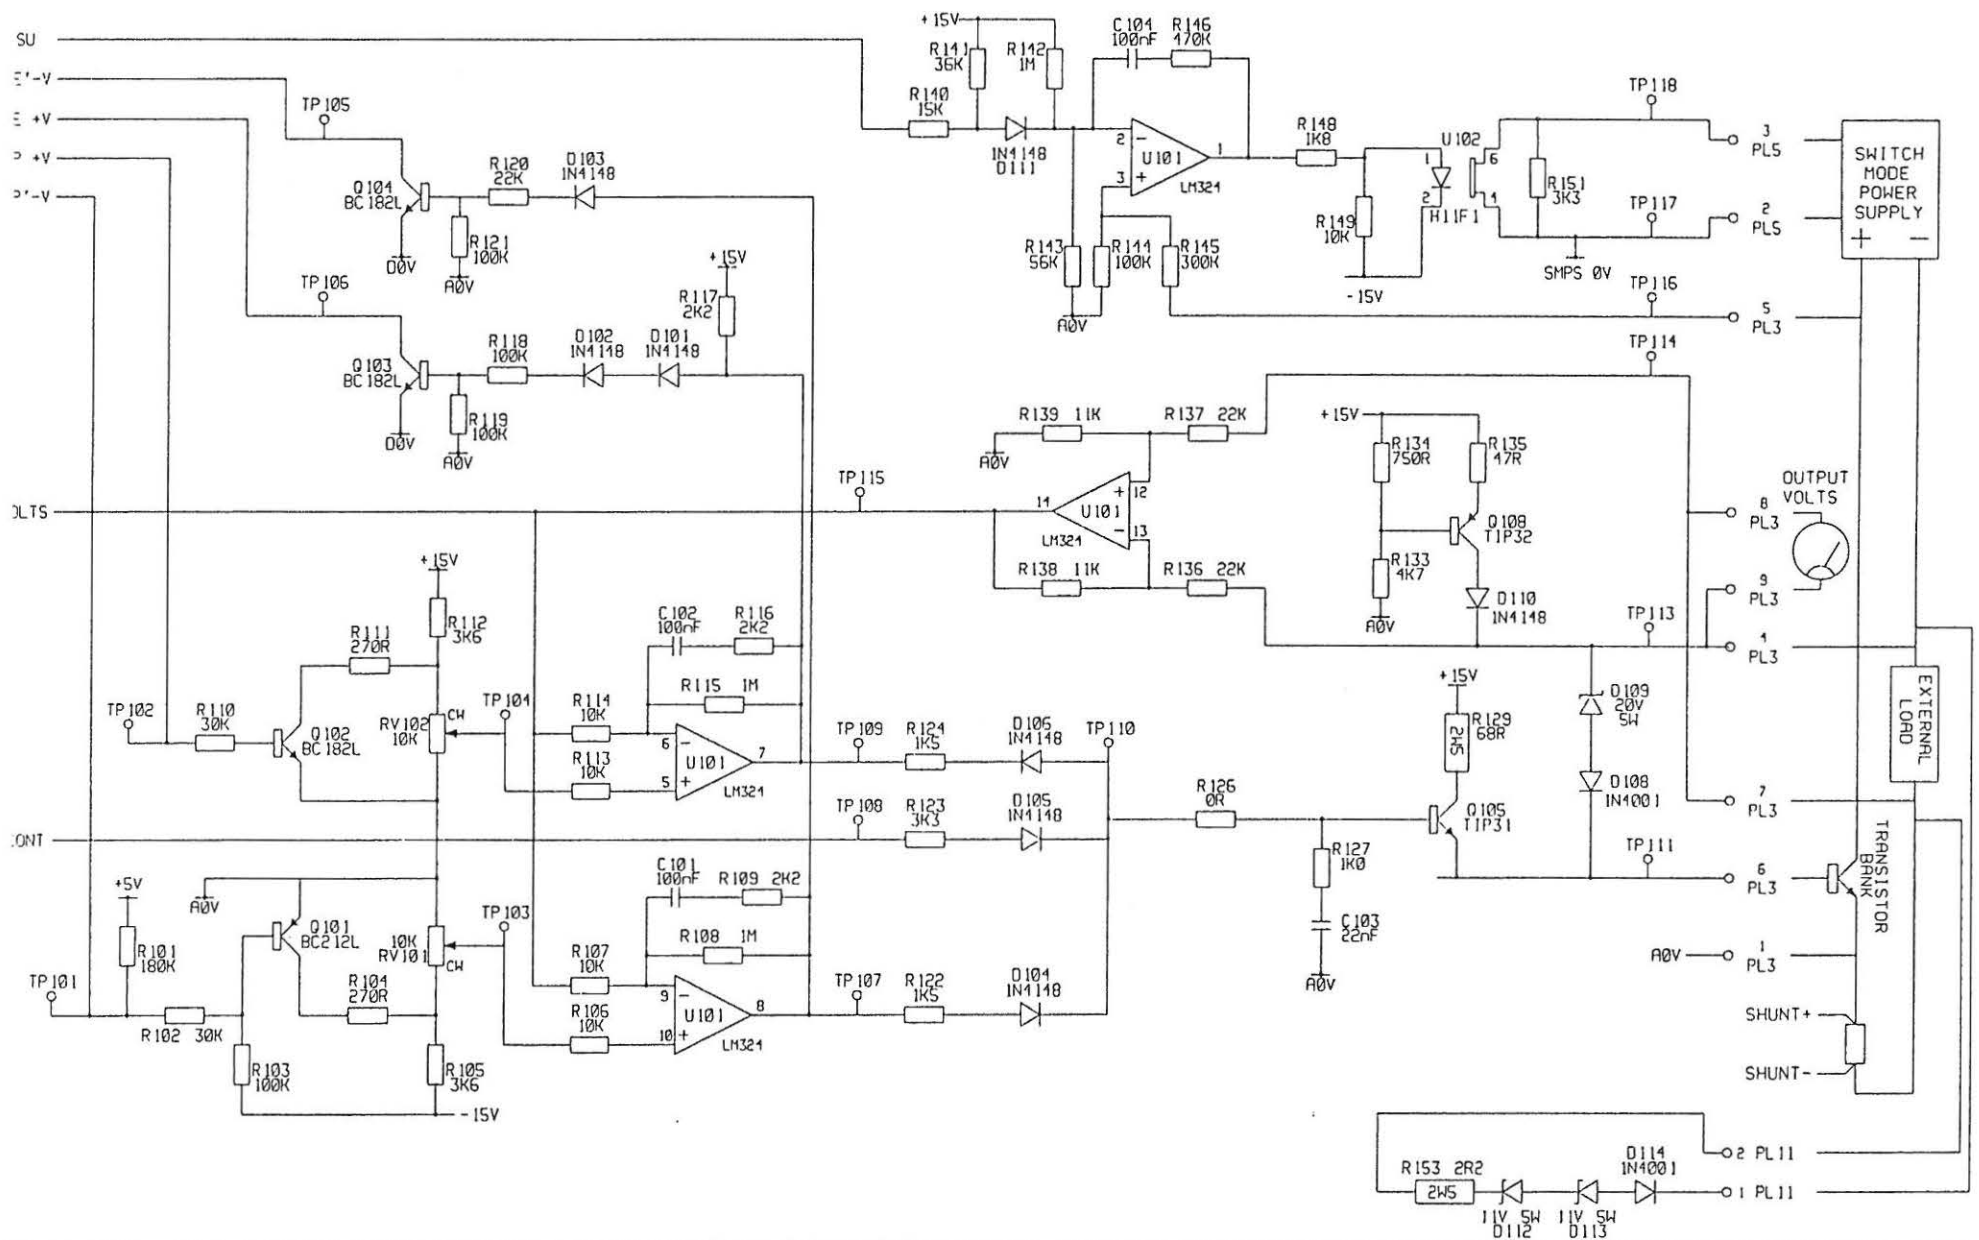 SU
E'-V
E +V
P +V
P'-V
TP105
Q104
BC182L
R120
22K
D103
1N4148
R121
100K
D0V
A0V
TP106
Q103
BC182L
R118
100K
D102
1N4148
D101
1N4148
+15V
R117
2K2
R119
100K
D0V
A0V
+15V
R141
36K
R142
1M
C104
100nF
R146
470K
R140
15K
1N4148
D111
2
3
U101
1
LM324
R143
56K
R144
100K
R145
300K
A0V
R148
1K8
R149
10K
-15V
U102
1
2
6
4
H11F1
R151
3K3
SMPS 0V
TP118
TP117
TP116
TP114
3
PL5
2
PL5
5
PL3
SWITCH
MODE
POWER
SUPPLY
+ -
R139 11K
R137 22K
A0V
12
13
14
U101
LM324
R138 11K
R136 22K
TP115
OLTS
+15V
R134
750R
R135
47R
Q108
TIP32
R133
4K7
A0V
D110
1N4148
OUTPUT
VOLTS
8
PL3
9
PL3
TP113
4
PL3
EXTERNAL
LOAD
+15V
R112
3K6
R111
270R
TP102
R110
30K
Q102
BC182L
RV102
10K
CW
TP104
R114
10K
R113
10K
C102
100nF
R116
2K2
R115 1M
6
5
U101
7
LM324
TP109
R124
1K5
D106
1N4148
TP110
TP108
R123
3K3
D105
1N4148
CONT
R126
0R
+15V
R129
68R
2W5
Q105
TIP31
R127
1K0
C103
22nF
A0V
D109
20V
5W
D108
1N4001
7
PL3
TP111
6
PL3
TRANSISTOR
BANK
A0V
1
PL3
SHUNT+
SHUNT-
A0V
+5V
R101
180K
TP101
R102 30K
R103
100K
Q101
BC212L
R104
270R
10K
RV101
CW
R105
3K6
-15V
TP103
R107
10K
R106
10K
C101
100nF
R109 2K2
R108 1M
9
10
U101
8
LM324
TP107
R122
1K5
D104
1N4148
R153 2R2
2W5
11V 5W
D112
11V 5W
D113
D114
1N4001
2 PL11
1 PL11